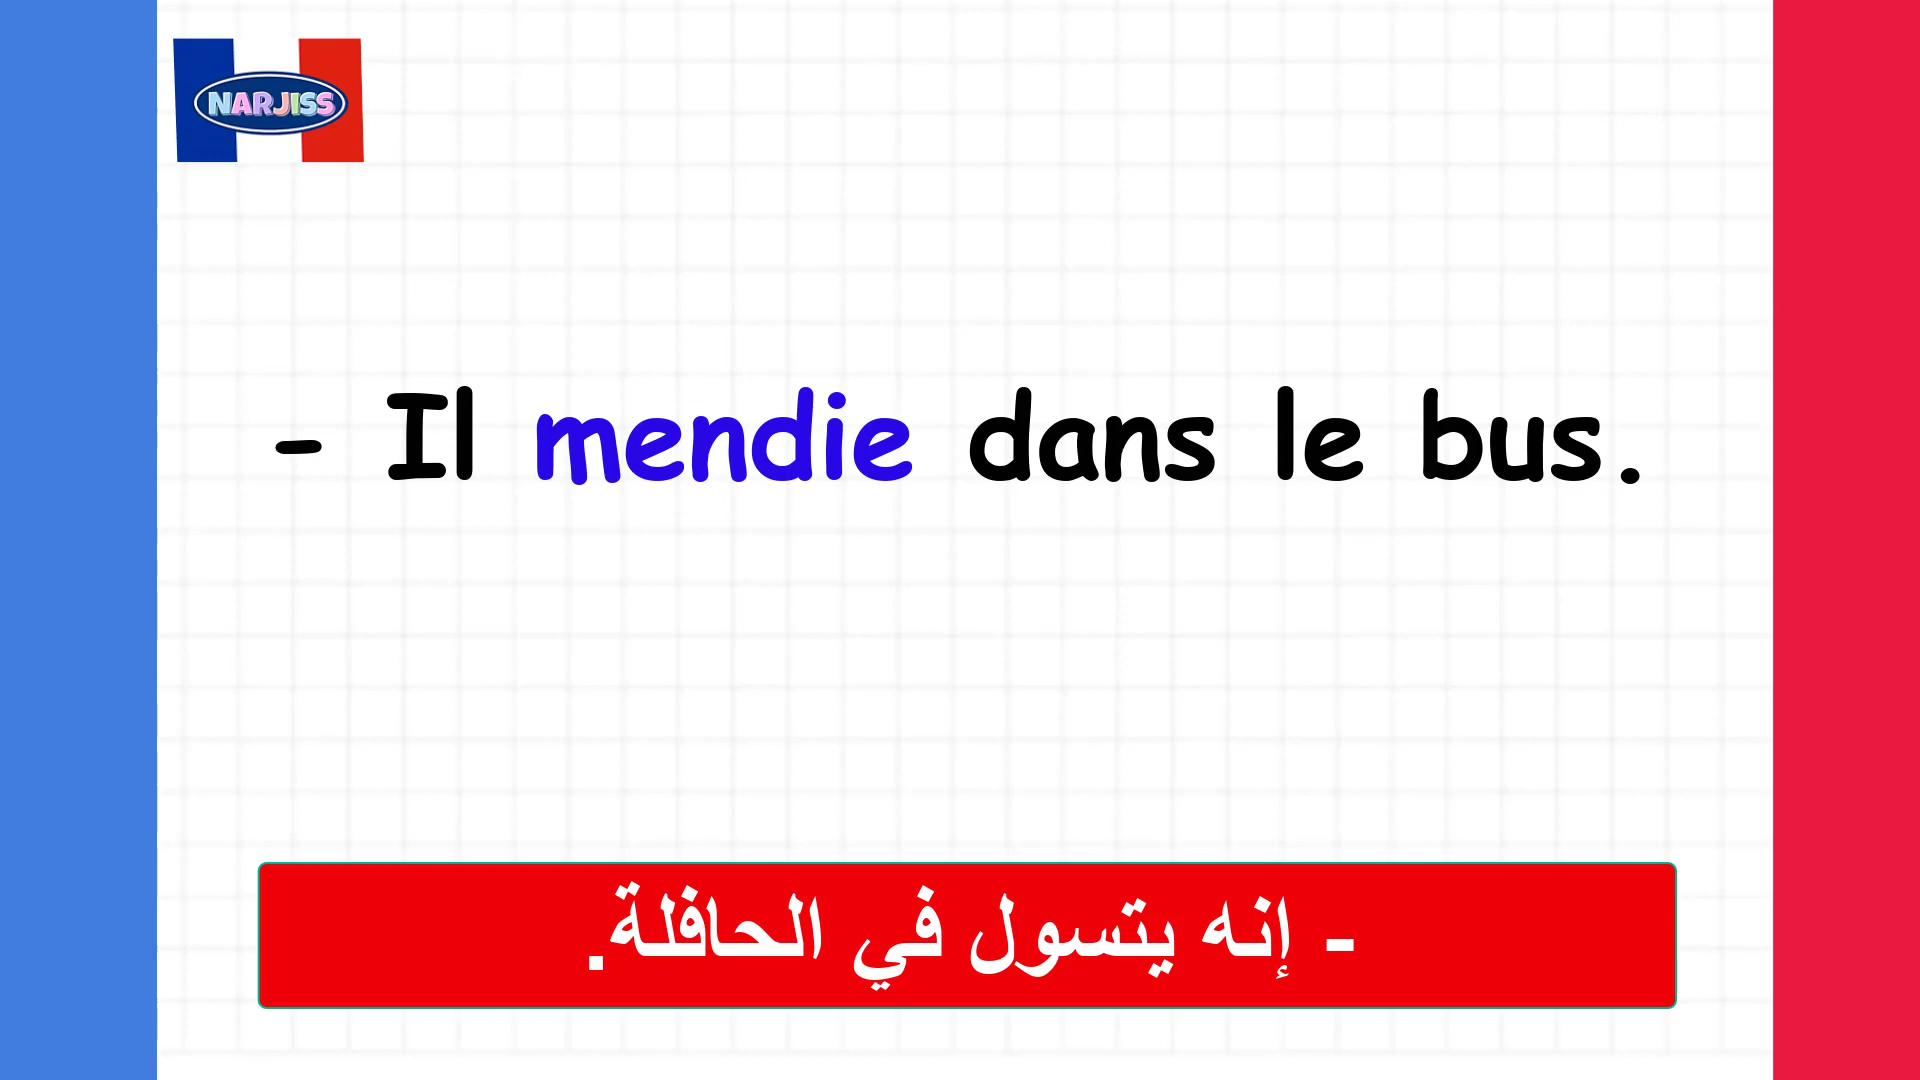 NARJISS
- Il mendie dans le bus.
- إنه يتسول في الحافلة.